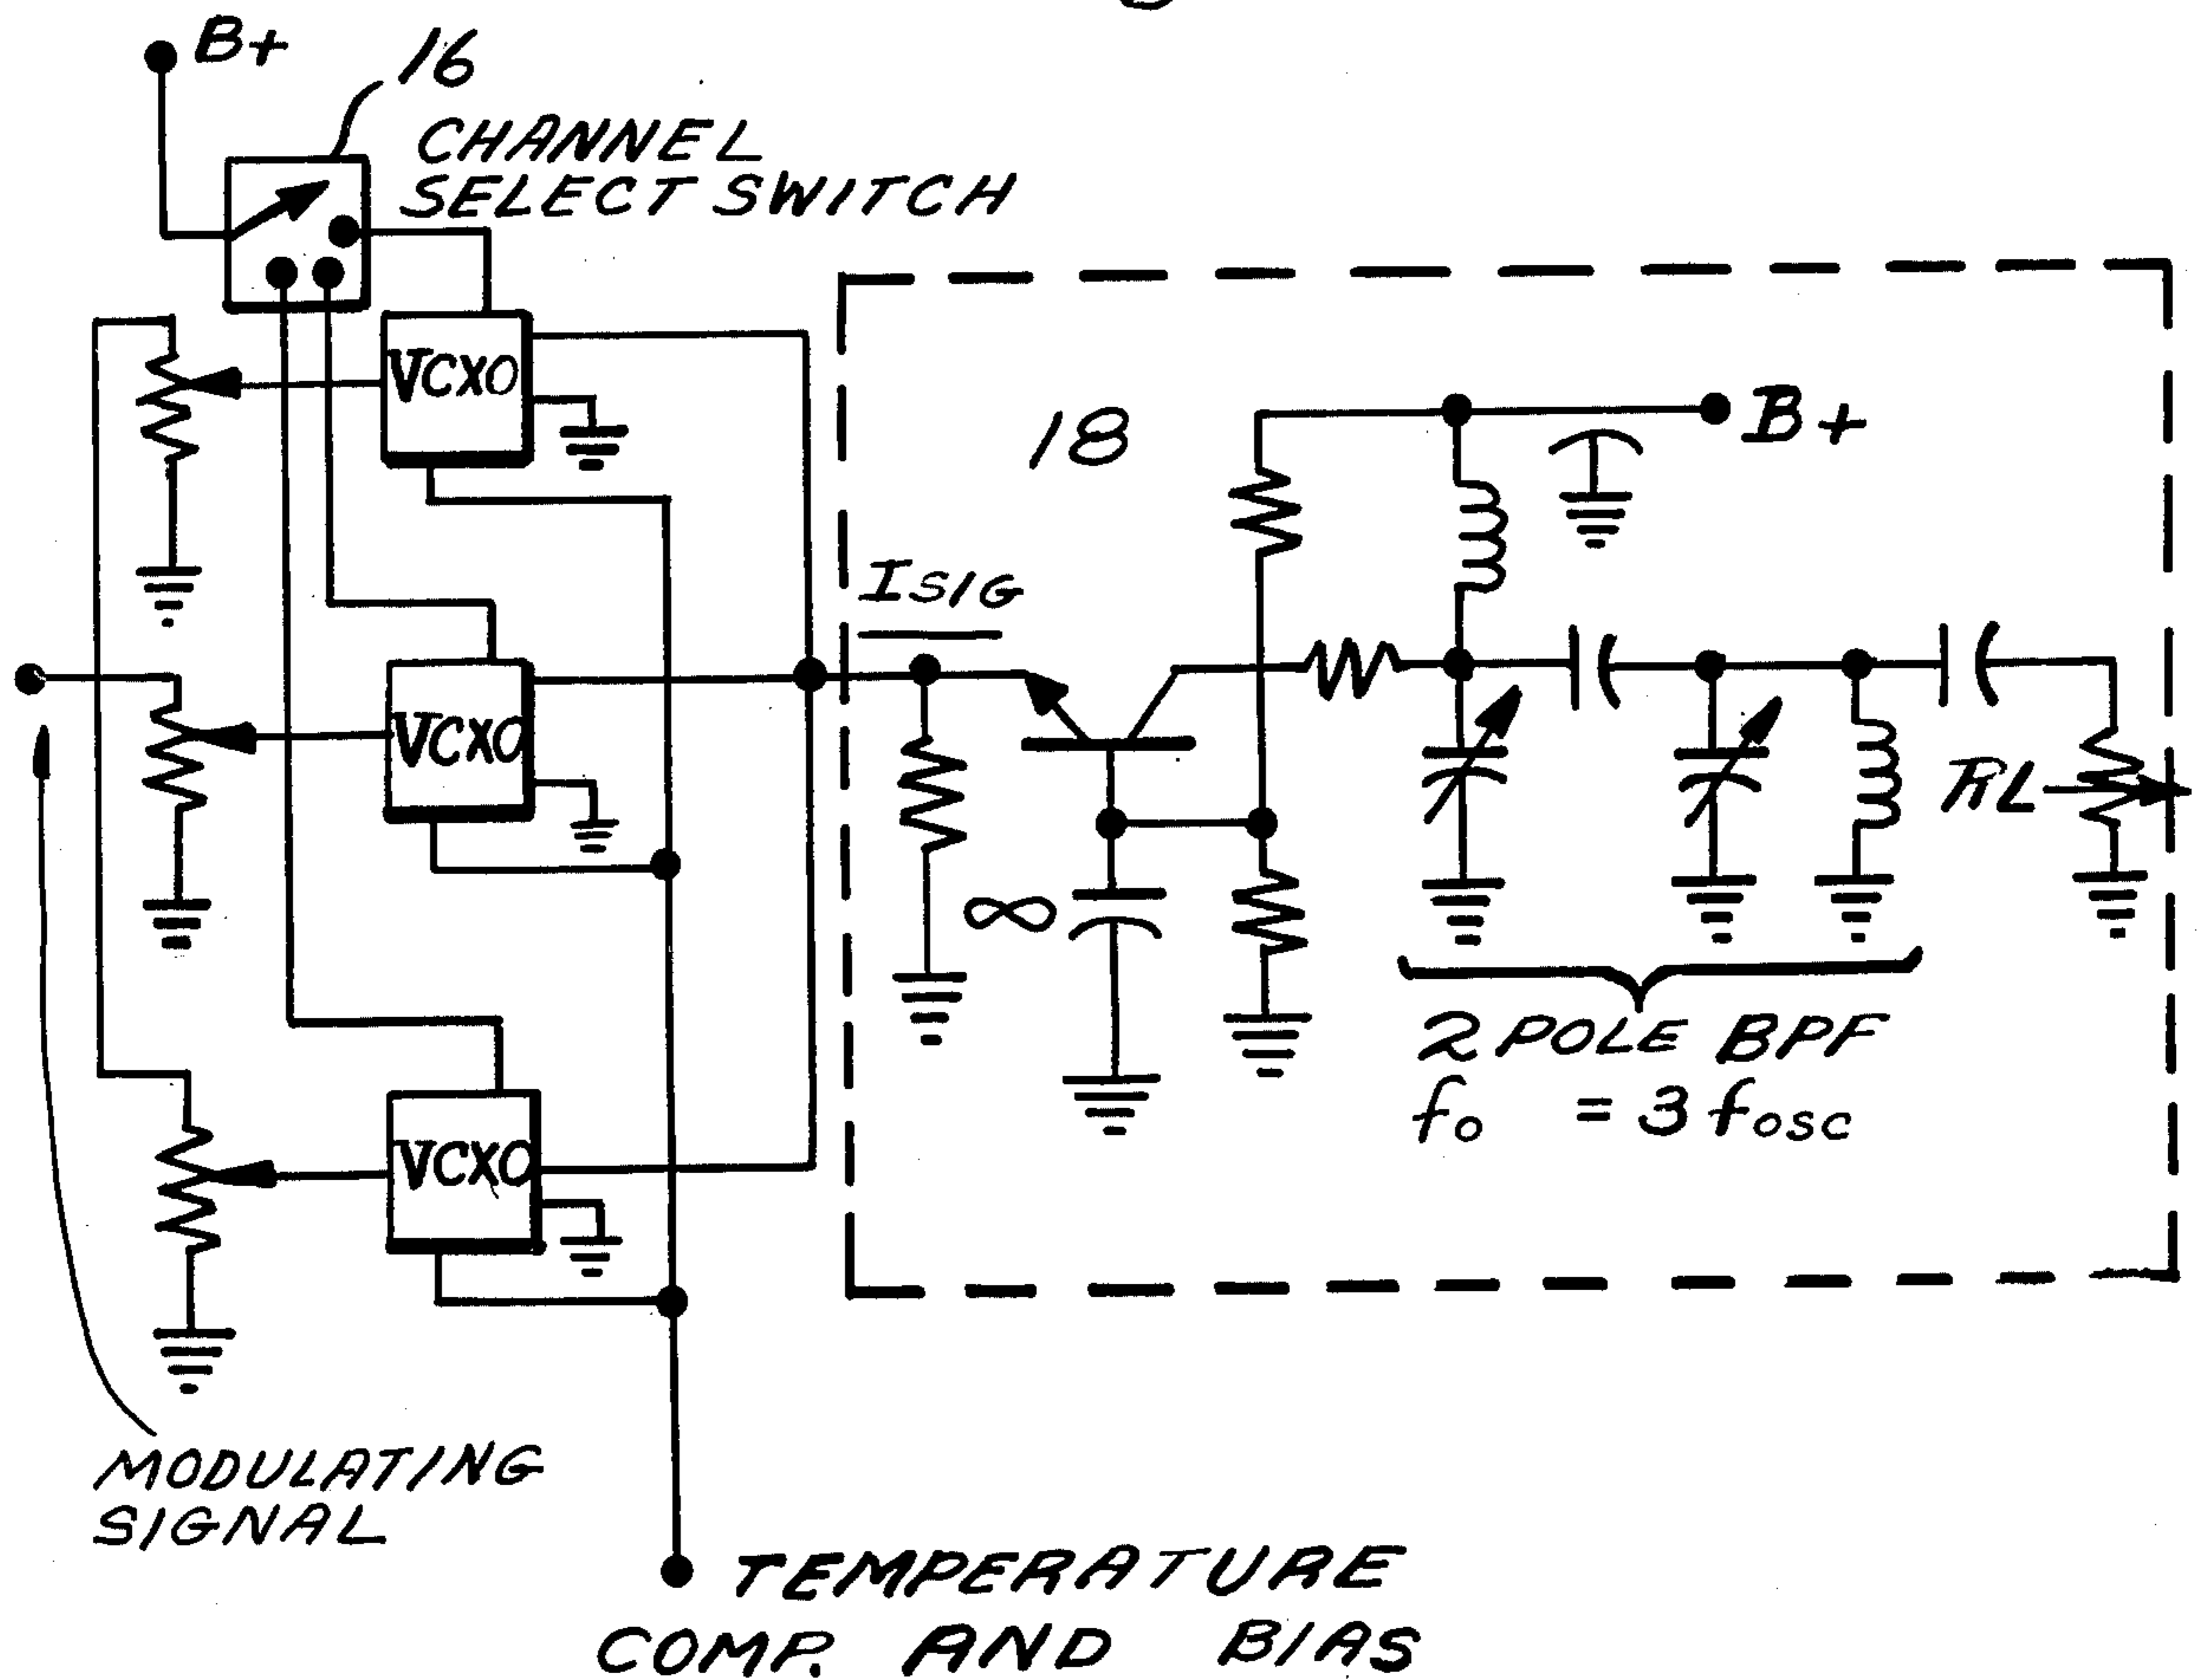 B+
16
CHANNEL
SELECT SWITCH
VCXO
18
B+
ISIG
VCXO
RL
∞
2 POLE BPF
fo = 3 fosc
VCXO
MODULATING
SIGNAL
TEMPERATURE
COMP. AND BIAS